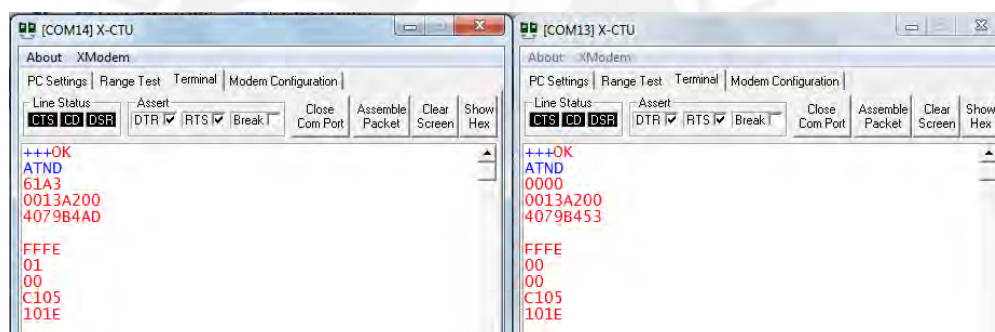 [COM14] X-CTU
About XModem
PC Settings Range Test Terminal Modem Configuration
Line Status
CTS CD DSR
Assert
DTR RTS Break
Close Com Port
Assemble Packet
Clear Screen
Show Hex
+++OK
ATND
61A3
0013A200
4079B4AD
FFFE
01
00
C105
101E
[COM13] X-CTU
About XModem
PC Settings Range Test Terminal Modem Configuration
Line Status
CTS CD DSR
Assert
DTR RTS Break
Close Com Port
Assemble Packet
Clear Screen
Show Hex
+++OK
ATND
0000
0013A200
4079B453
FFFE
00
00
C105
101E